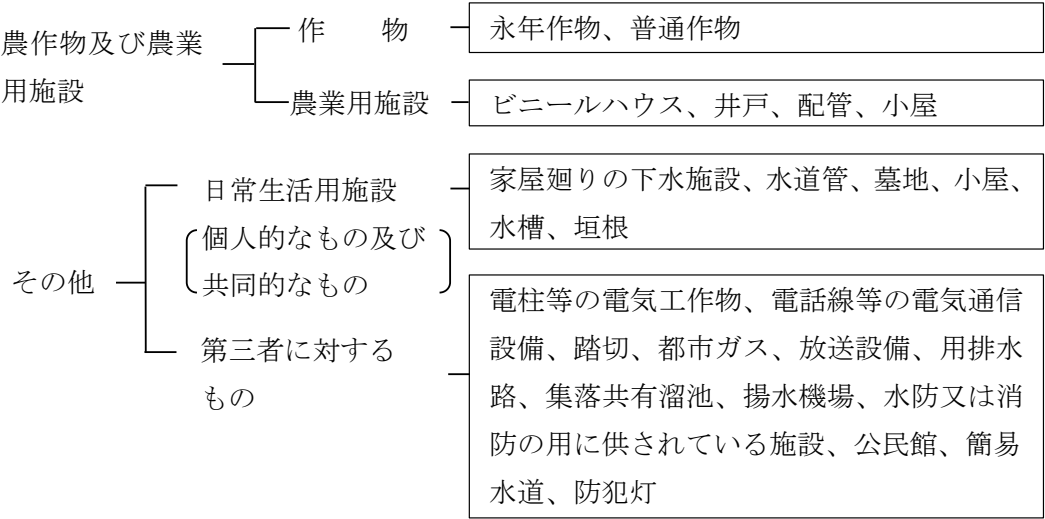 農作物及び農業
用施設
作　　物
永年作物、普通作物
農業用施設
ビニールハウス、井戸、配管、小屋
その他
日常生活用施設
個人的なもの及び
共同的なもの
家屋廻りの下水施設、水道管、墓地、小屋、
水槽、垣根
第三者に対する
もの
電柱等の電気工作物、電話線等の電気通信
設備、踏切、都市ガス、放送設備、用排水
路、集落共有溜池、揚水機場、水防又は消
防の用に供されている施設、公民館、簡易
水道、防犯灯